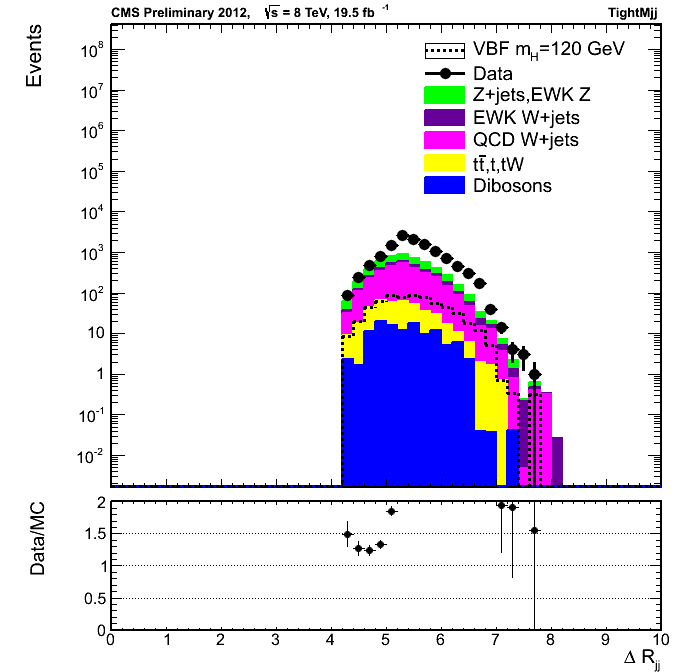 CMS Preliminary 2012, √s = 8 TeV, 19.5 fb⁻¹ TightMjj
Events
VBF m_H=120 GeV
Data
Z+jets,EWK Z
EWK W+jets
QCD W+jets
tt̄,t,tW
Dibosons
10⁸
10⁷
10⁶
10⁵
10⁴
10³
10²
10
1
10⁻¹
10⁻²
Data/MC
2
1.5
1
0.5
0
0 1 2 3 4 5 6 7 8 9 10
Δ R_jj